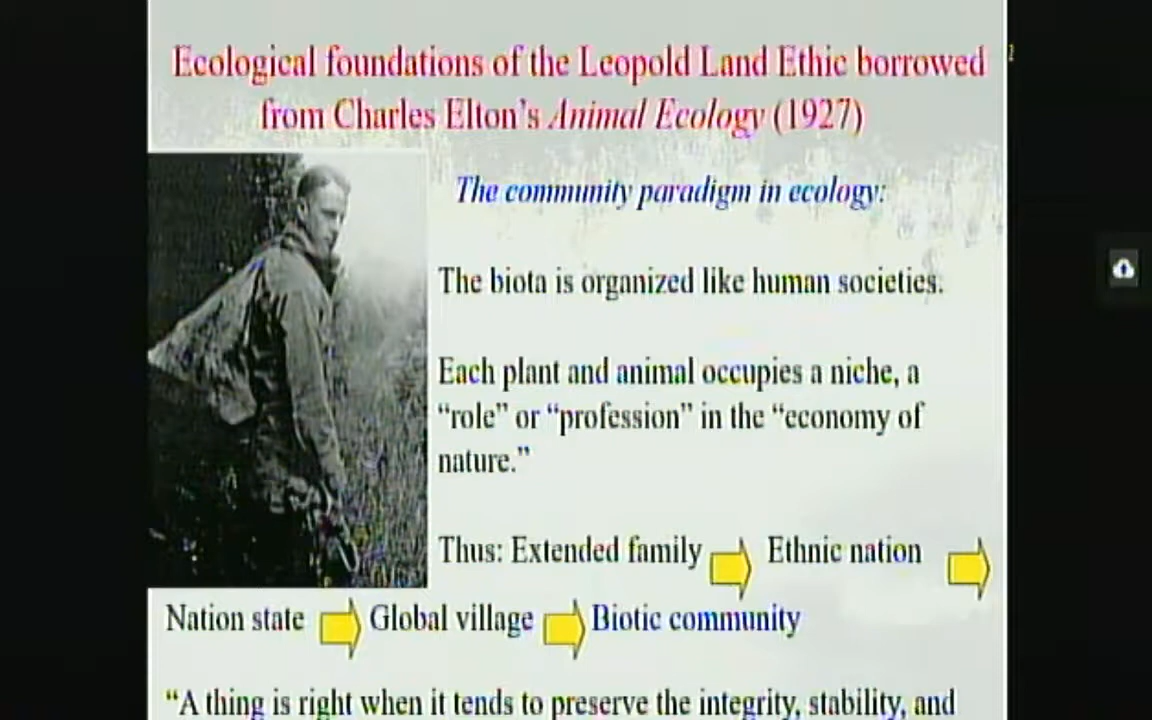 Ecological foundations of the Leopold Land Ethic borrowed
from Charles Elton's Animal Ecology (1927)
The community paradigm in ecology:
The biota is organized like human societies.
Each plant and animal occupies a niche, a
“role” or “profession” in the “economy of
nature.”
Thus: Extended family Ethnic nation
Nation state Global village Biotic community
“A thing is right when it tends to preserve the integrity, stability, and